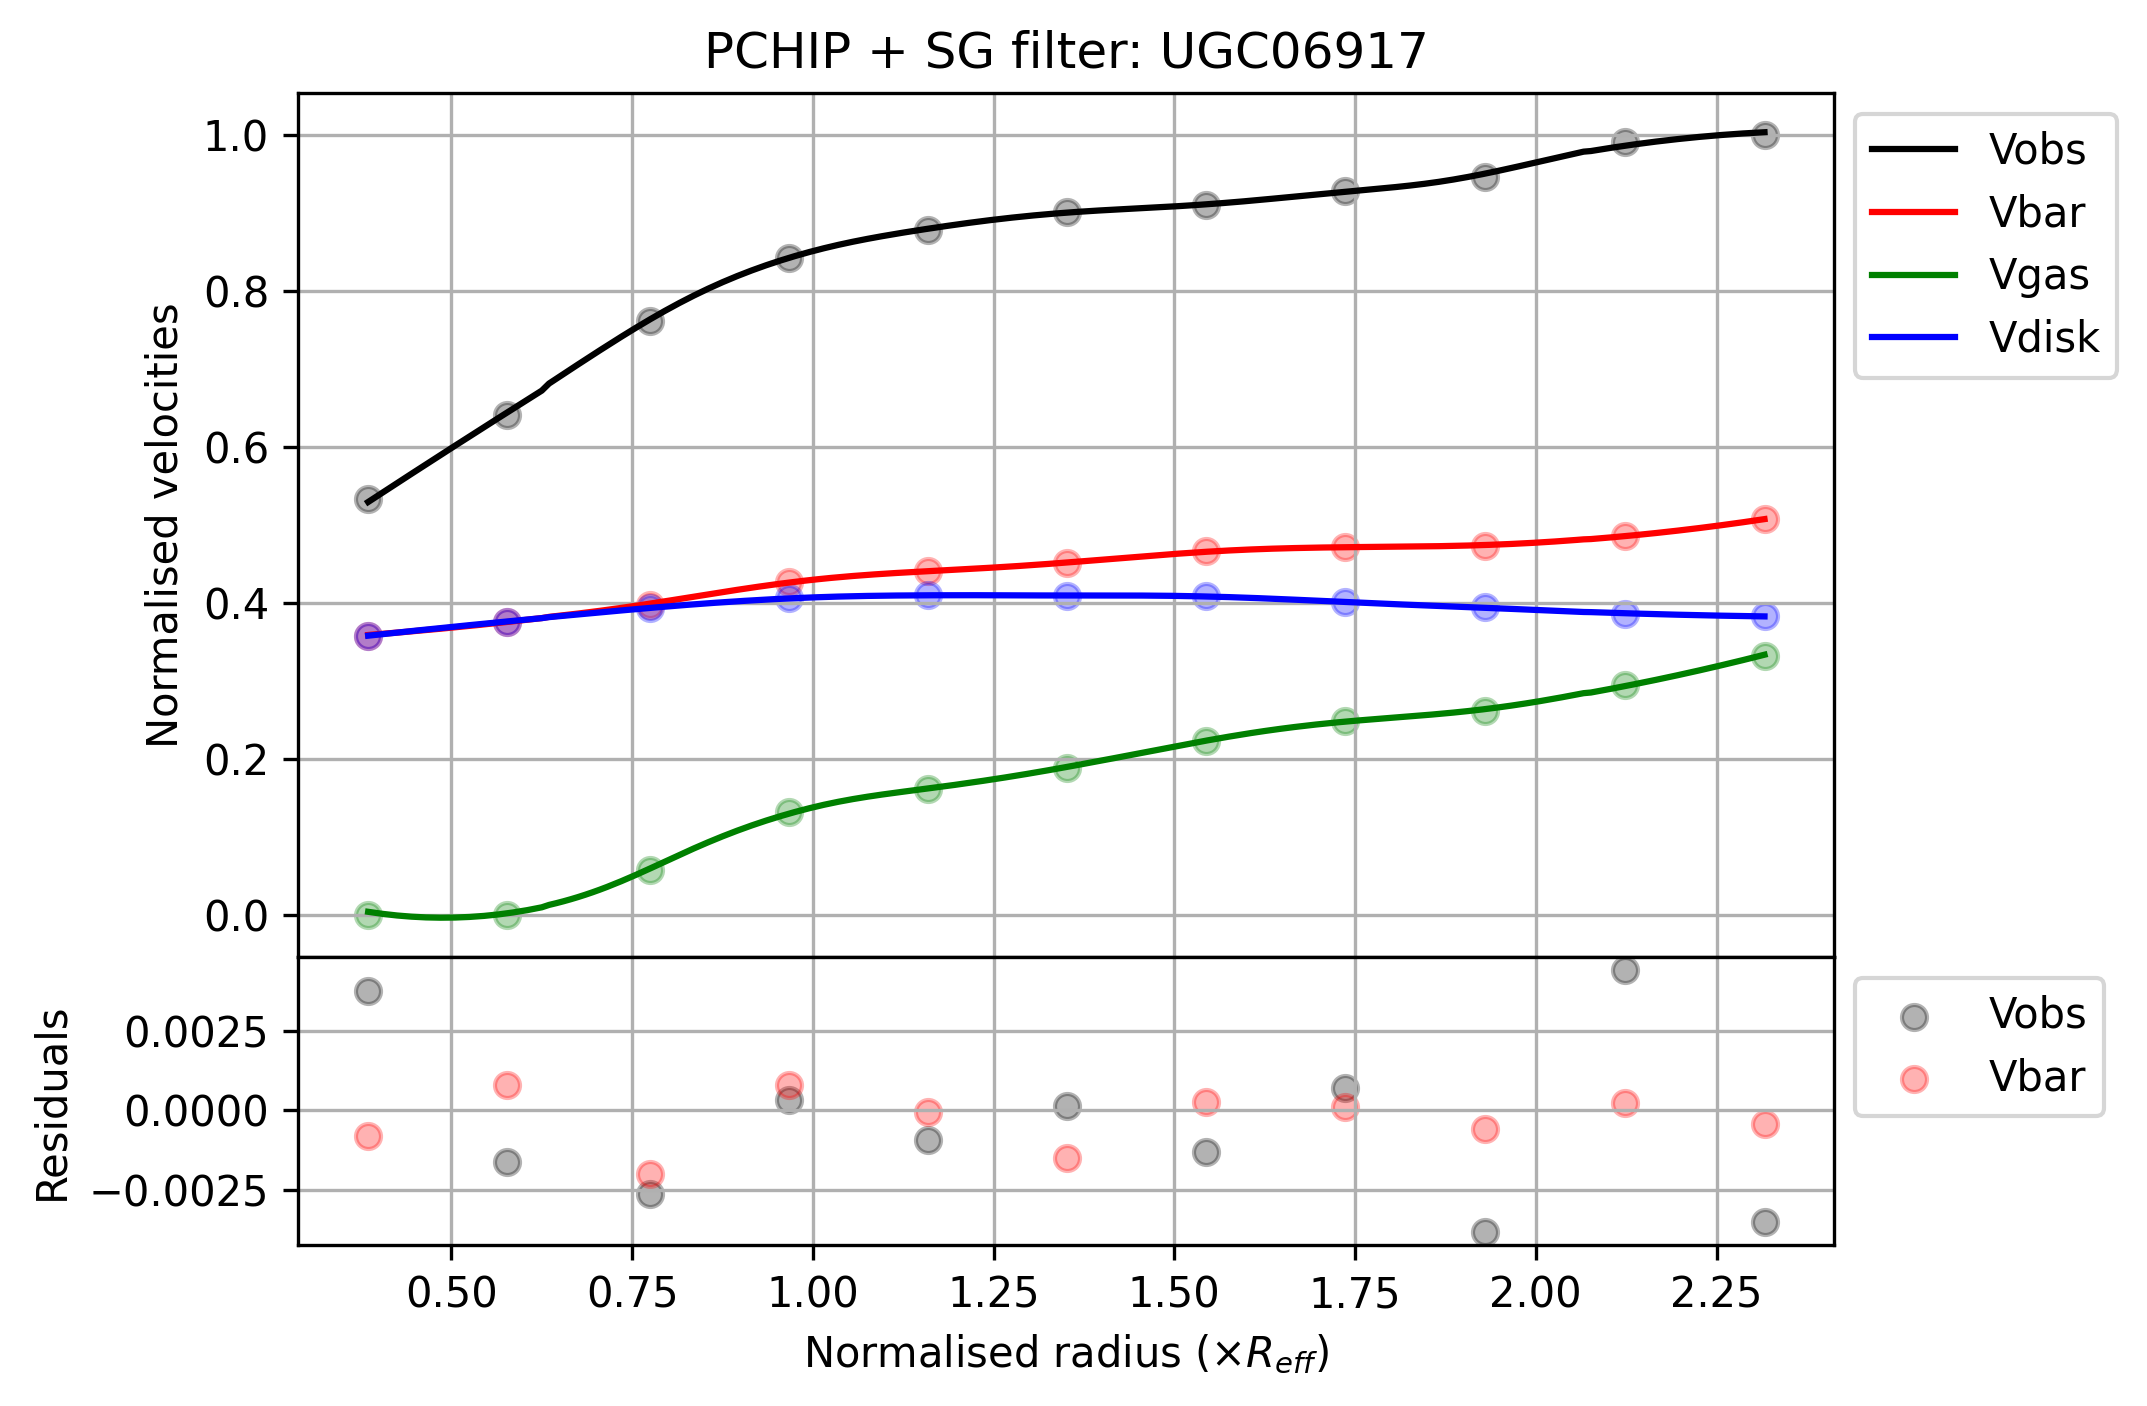 PCHIP + SG filter: UGC06917
Normalised velocities
1.0
0.8
0.6
0.4
0.2
0.0
Vobs
Vbar
Vgas
Vdisk
Residuals
0.0025
0.0000
−0.0025
Vobs
Vbar
0.50 0.75 1.00 1.25 1.50 1.75 2.00 2.25
Normalised radius (×R_{eff})